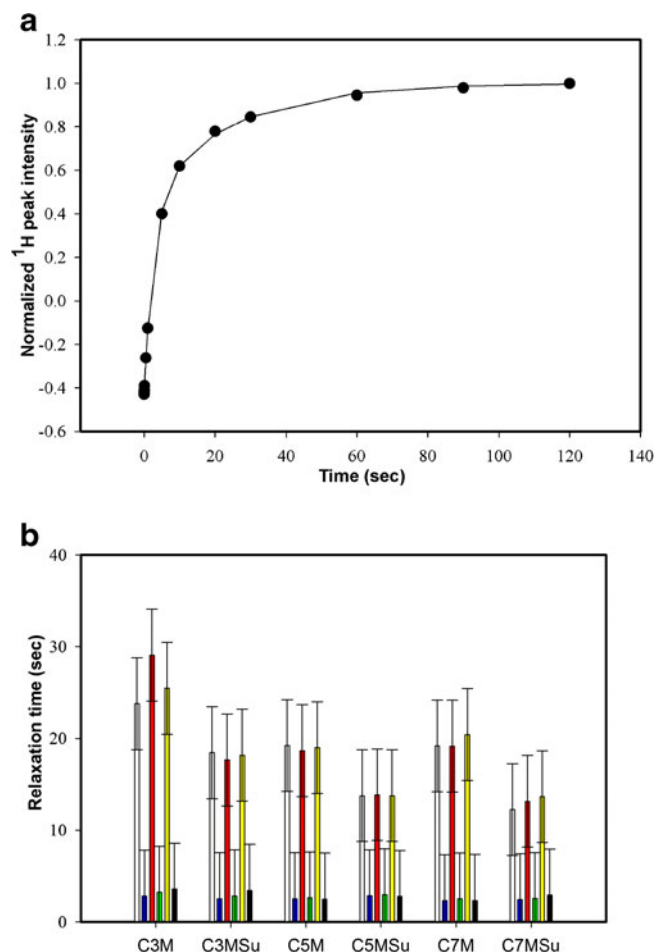 a
1.2
1.0
0.8
0.6
0.4
0.2
0.0
-0.2
-0.4
-0.6
Normalized ¹H peak intensity
0 20 40 60 80 100 120 140
Time (sec)
b
40
30
20
10
0
Relaxation time (sec)
C3M C3MSu C5M C5MSu C7M C7MSu